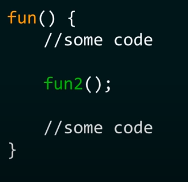 fun() {
    //some code
    fun2();
    //some code
}